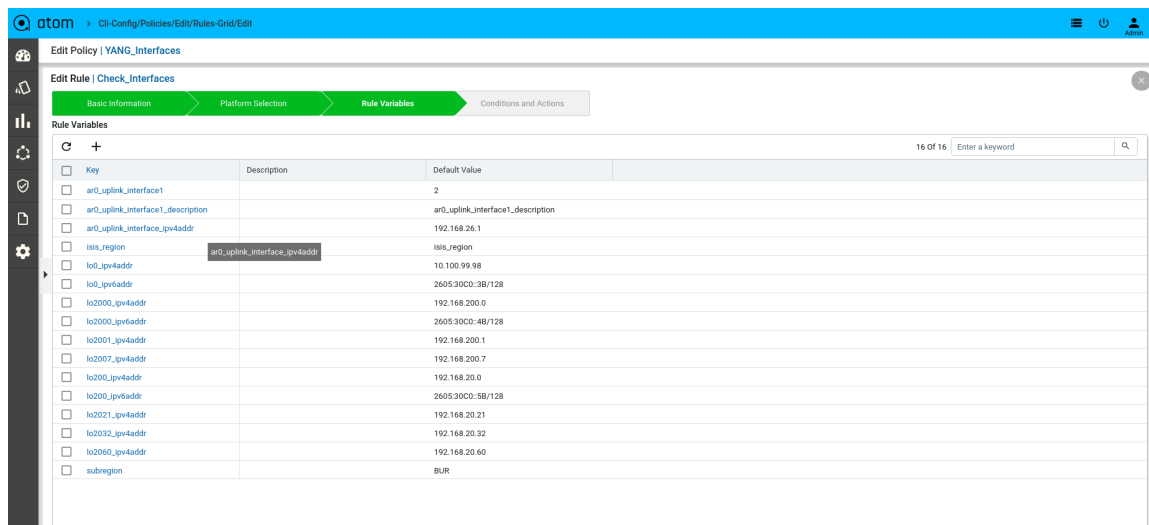 atom > Cli-Config/Policies/Edit/Rules-Grid/Edit
Admin
Edit Policy | YANG_Interfaces
Edit Rule | Check_Interfaces
Basic Information Platform Selection Rule Variables Conditions and Actions
Rule Variables
16 Of 16 Enter a keyword
Key Description Default Value
ar0_uplink_interface1 2
ar0_uplink_interface1_description ar0_uplink_interface1_description
ar0_uplink_interface_ipv4addr 192.168.26.1
isis_region isis_region
ar0_uplink_interface_ipv4addr
lo0_ipv4addr 10.100.99.98
lo0_ipv6addr 2605:30C0::3B/128
lo2000_ipv4addr 192.168.200.0
lo2000_ipv6addr 2605:30C0::4B/128
lo2001_ipv4addr 192.168.200.1
lo2007_ipv4addr 192.168.200.7
lo200_ipv4addr 192.168.20.0
lo200_ipv6addr 2605:30C0::5B/128
lo2021_ipv4addr 192.168.20.21
lo2032_ipv4addr 192.168.20.32
lo2060_ipv4addr 192.168.20.60
subregion BUR